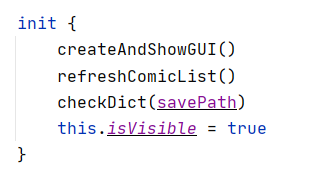 init {
    createAndShowGUI()
    refreshComicList()
    checkDict(savePath)
    this.isVisible = true
}